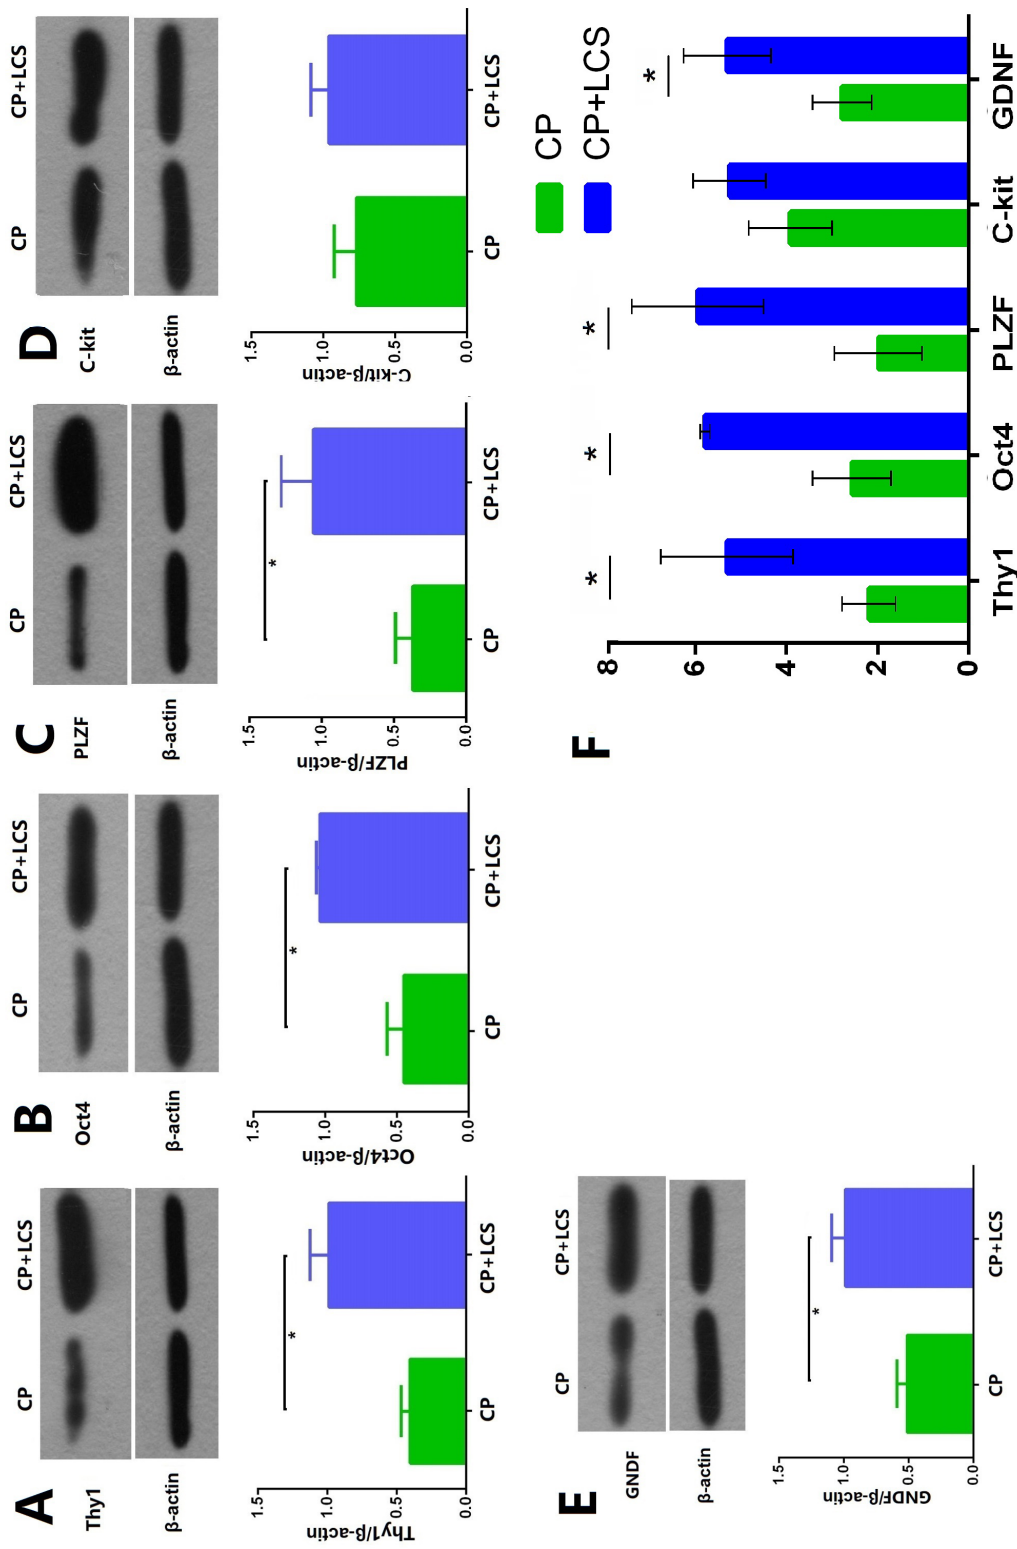 A
CP
CP+LCS
Thy1
β-actin
Thy1/β-actin
1.5
1.0
0.5
0.0
*
CP
CP+LCS
B
CP
CP+LCS
Oct4
β-actin
Oct4/β-actin
1.5
1.0
0.5
0.0
*
CP
CP+LCS
C
CP
CP+LCS
PLZF
β-actin
PLZF/β-actin
1.5
1.0
0.5
0.0
*
CP
CP+LCS
D
CP
CP+LCS
C-kit
β-actin
C-kit/β-actin
1.5
1.0
0.5
0.0
CP
CP+LCS
E
CP
CP+LCS
GNDF
β-actin
GNDF/β-actin
1.5
1.0
0.5
0.0
*
CP
CP+LCS
F
CP
CP+LCS
8
6
4
2
0
* * * *
Thy1 Oct4 PLZF C-kit GDNF